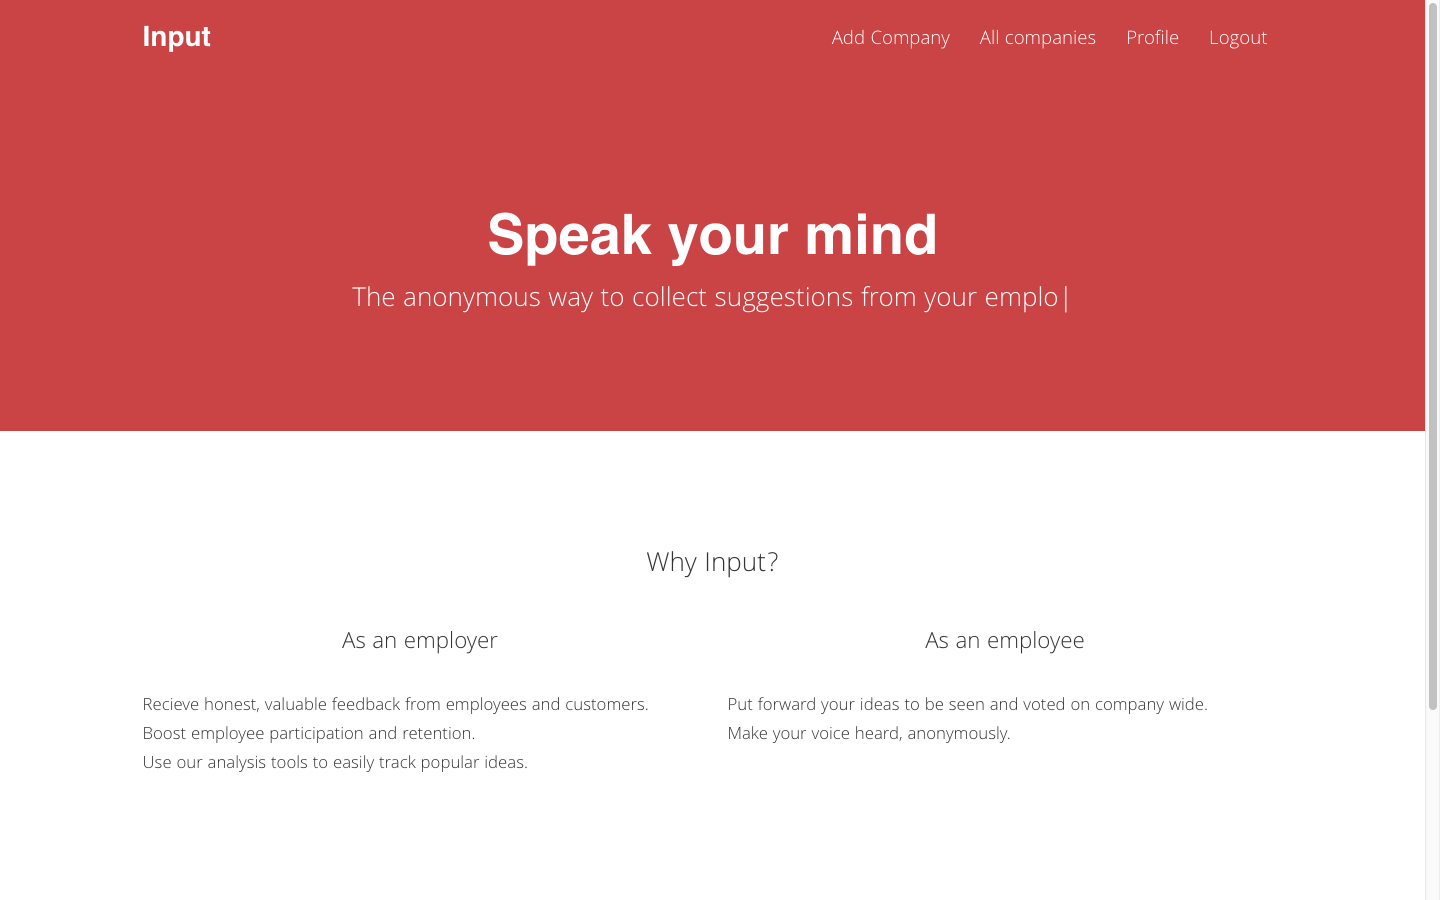 Input
Add Company
All companies
Profile
Logout
Speak your mind
The anonymous way to collect suggestions from your emplo|
Why Input?
As an employer
Recieve honest, valuable feedback from employees and customers.
Boost employee participation and retention.
Use our analysis tools to easily track popular ideas.
As an employee
Put forward your ideas to be seen and voted on company wide.
Make your voice heard, anonymously.